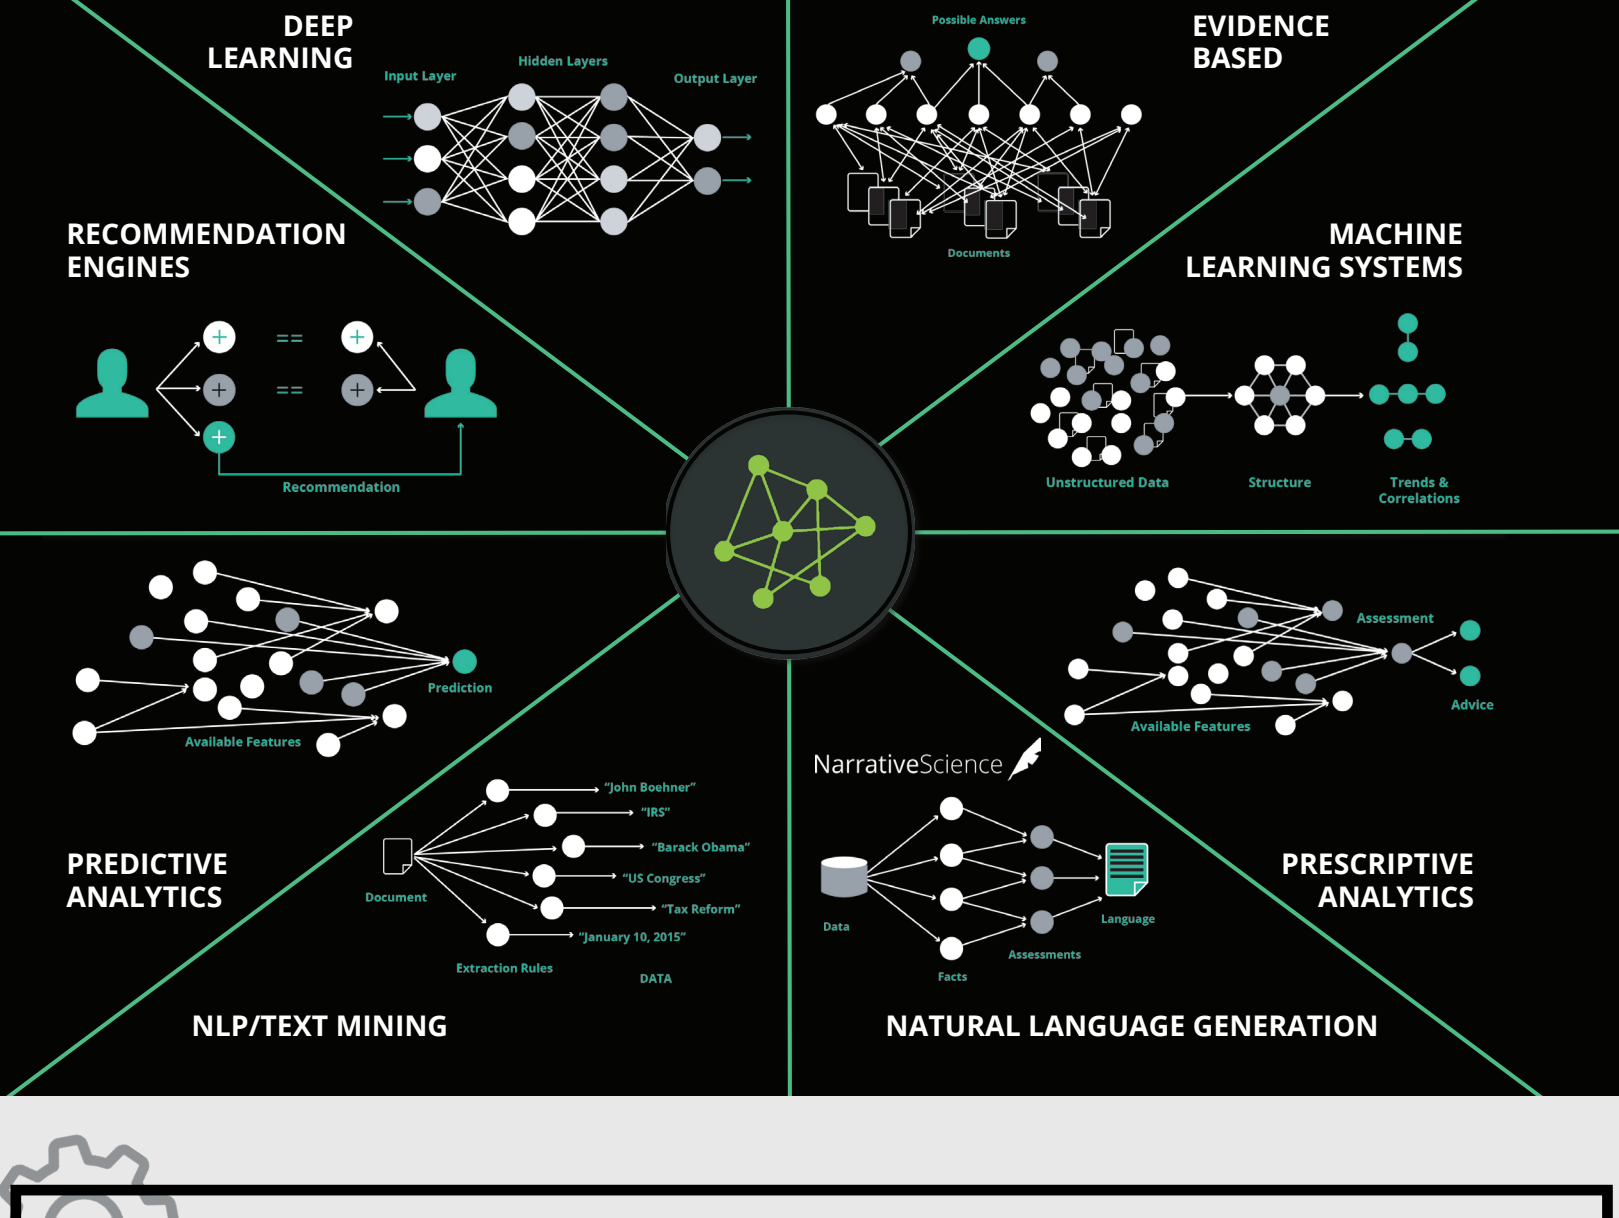 DEEP
LEARNING
Input Layer
Hidden Layers
Output Layer
Possible Answers
Documents
EVIDENCE
BASED
RECOMMENDATION
ENGINES
+
==
+
+
==
+
+
Recommendation
MACHINE
LEARNING SYSTEMS
Unstructured Data
Structure
Trends &
Correlations
Prediction
Available Features
PREDICTIVE
ANALYTICS
Assessment
Advice
Available Features
PRESCRIPTIVE
ANALYTICS
Document
"John Boehner"
"IRS"
"Barack Obama"
"US Congress"
"Tax Reform"
"January 10, 2015"
Extraction Rules
DATA
NLP/TEXT MINING
NarrativeScience
Data
Facts
Assessments
Language
NATURAL LANGUAGE GENERATION